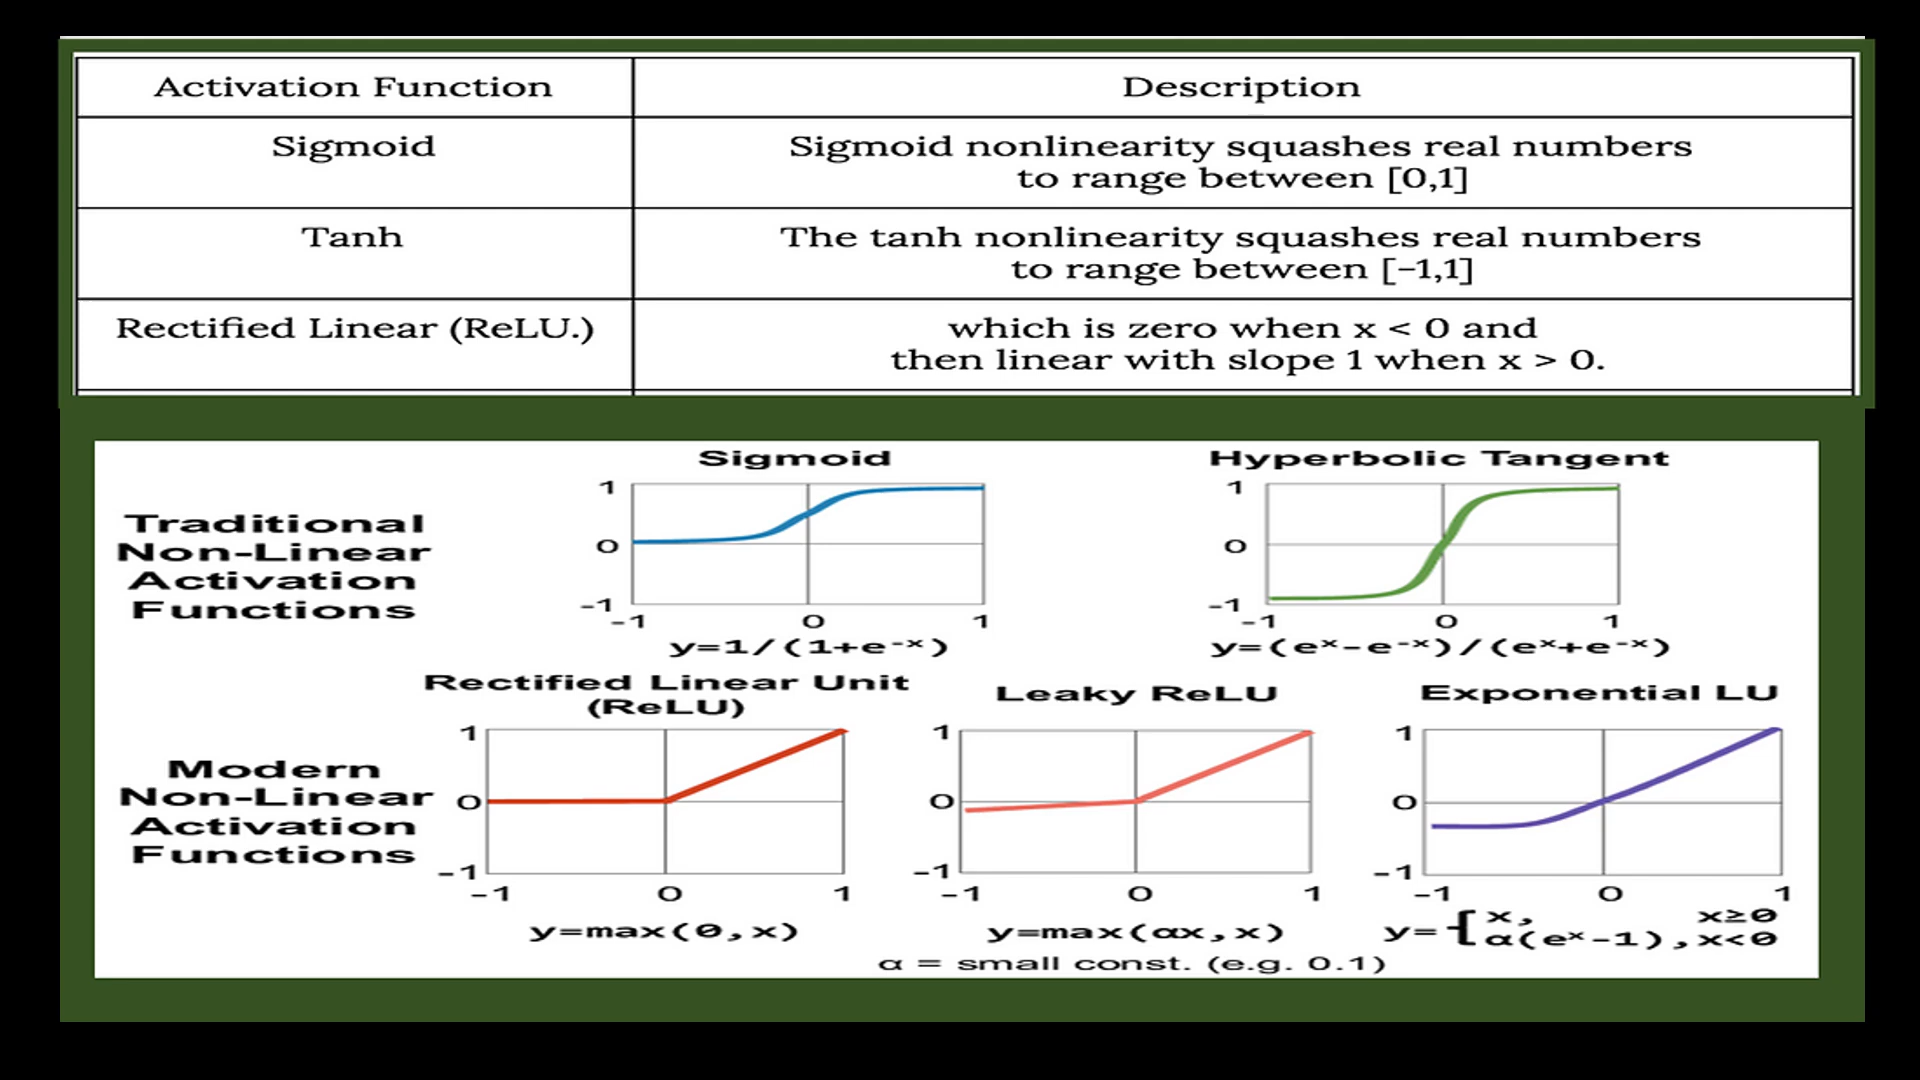 Activation Function
Description
Sigmoid
Sigmoid nonlinearity squashes real numbers
to range between [0,1]
Tanh
The tanh nonlinearity squashes real numbers
to range between [-1,1]
Rectified Linear (ReLU.)
which is zero when x < 0 and
then linear with slope 1 when x > 0.
Traditional
Non-Linear
Activation
Functions
Sigmoid
1
0
-1
-1 0 1
y=1/(1+e⁻ˣ)
Hyperbolic Tangent
1
0
-1
-1 0 1
y=(eˣ-e⁻ˣ)/(eˣ+e⁻ˣ)
Modern
Non-Linear
Activation
Functions
Rectified Linear Unit
(ReLU)
1
0
-1
-1 0 1
y=max(0,x)
Leaky ReLU
1
0
-1
-1 0 1
y=max(αx,x)
Exponential LU
1
0
-1
-1 0 1
y={x, x≥0
α(eˣ-1),x<0
α = small const. (e.g. 0.1)